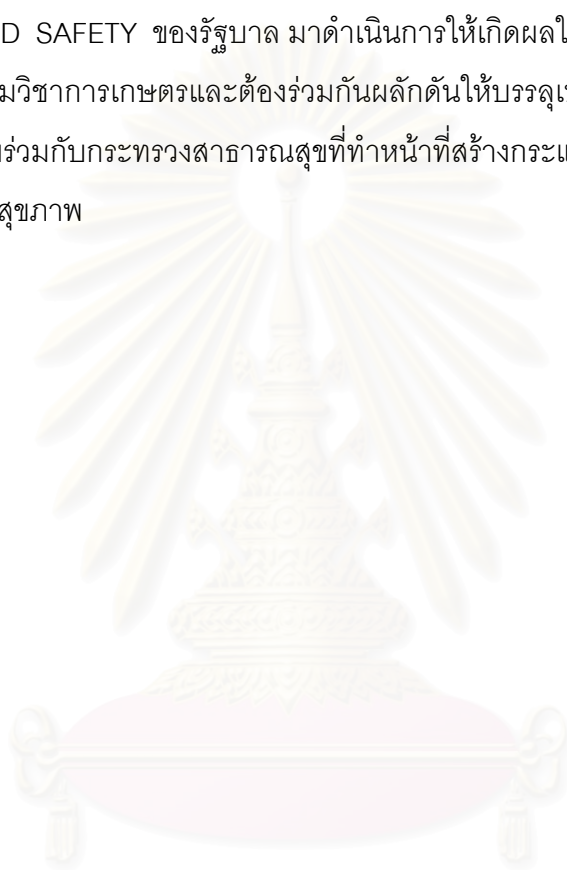 D SAFETY ของรัฐบาล มาดำเนินการให้เกิดผลใ
มวิชาการเกษตรและต้องร่วมกันผลักดันให้บรรลุเ
ร่วมกับกระทรวงสาธารณสุขที่ทำหน้าที่สร้างกระแ
สุขภาพ